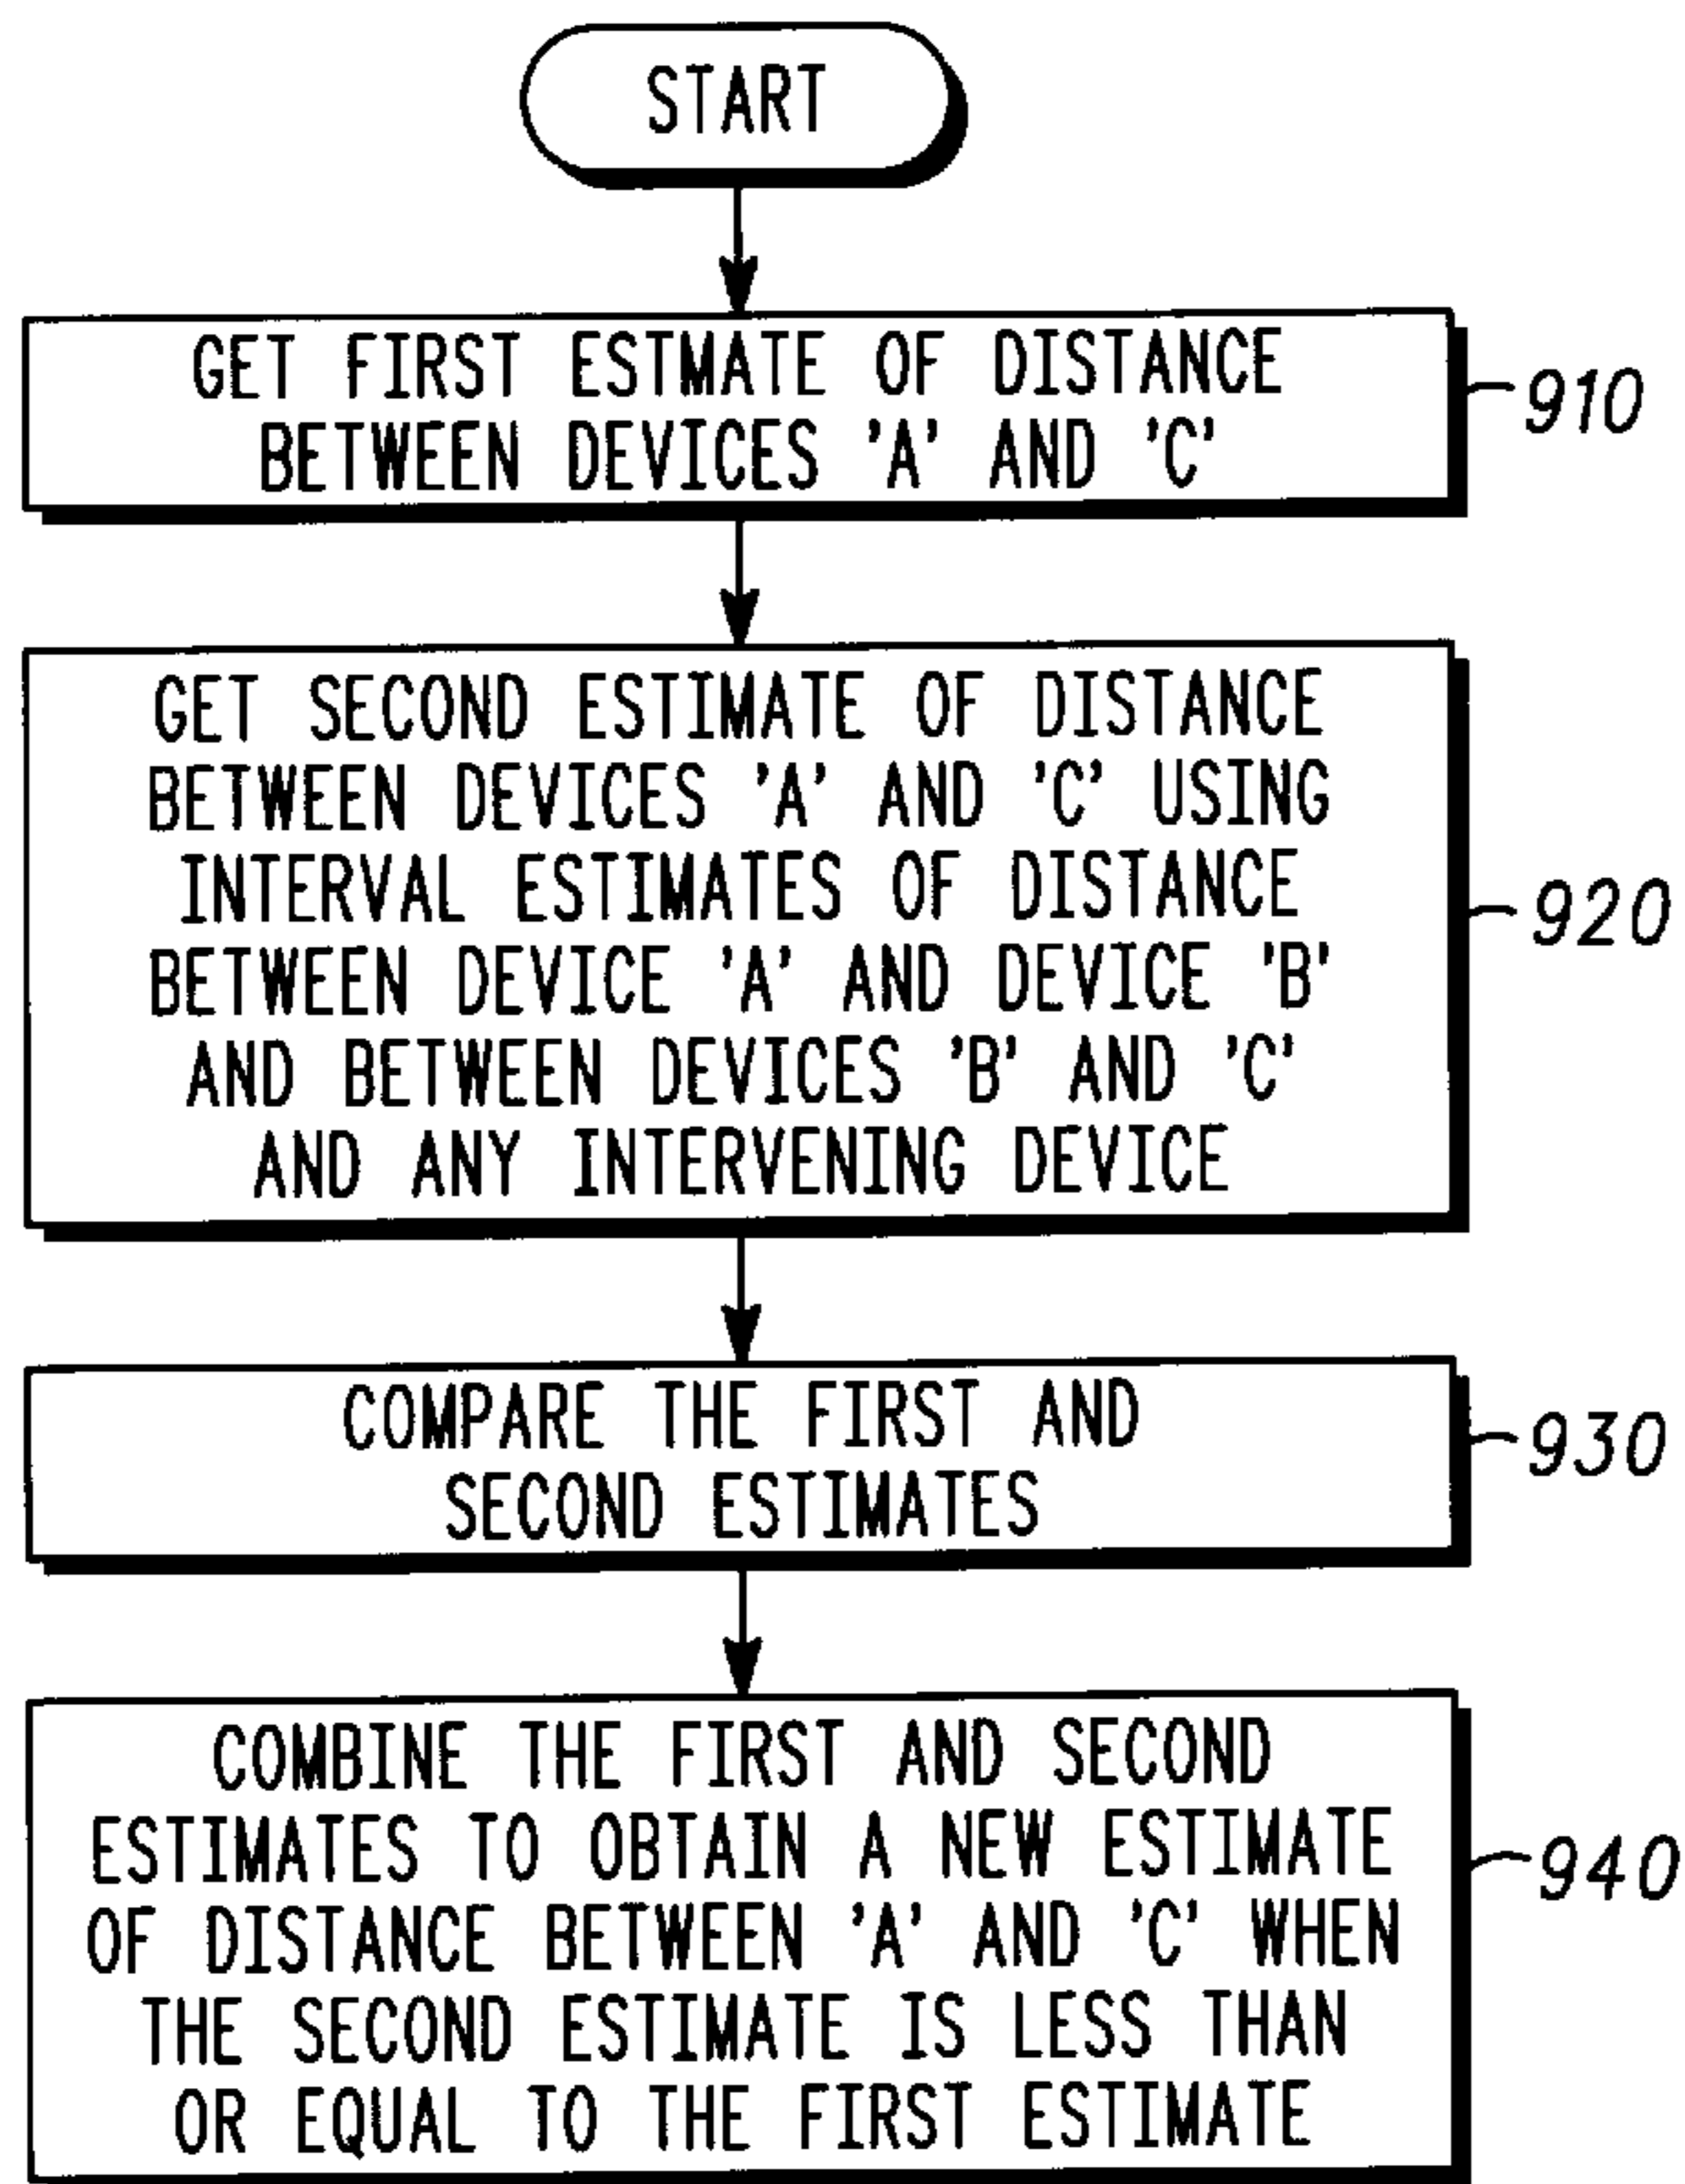 START
GET FIRST ESTMATE OF DISTANCE
BETWEEN DEVICES 'A' AND 'C'
910
GET SECOND ESTIMATE OF DISTANCE
BETWEEN DEVICES 'A' AND 'C' USING
INTERVAL ESTIMATES OF DISTANCE
BETWEEN DEVICE 'A' AND DEVICE 'B'
AND BETWEEN DEVICES 'B' AND 'C'
AND ANY INTERVENING DEVICE
920
COMPARE THE FIRST AND
SECOND ESTIMATES
930
COMBINE THE FIRST AND SECOND
ESTIMATES TO OBTAIN A NEW ESTIMATE
OF DISTANCE BETWEEN 'A' AND 'C' WHEN
THE SECOND ESTIMATE IS LESS THAN
OR EQUAL TO THE FIRST ESTIMATE
940